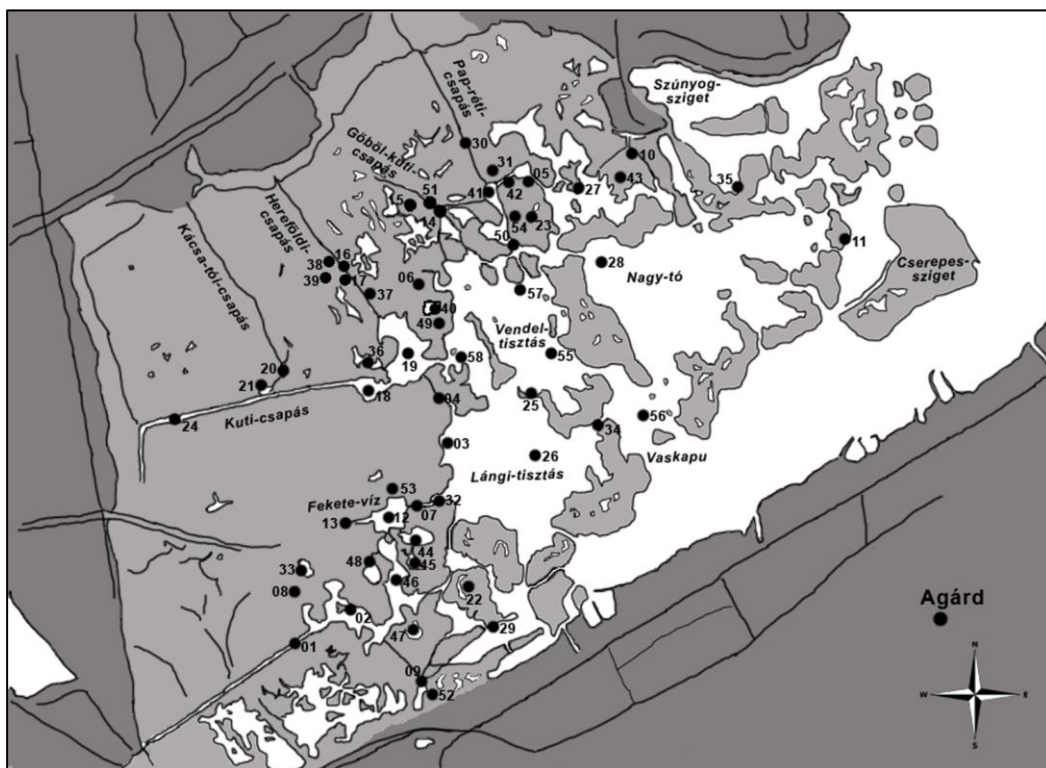 Szúnyog-
sziget
Pap-réti-
csapás
Göböl-kúti-
csapás
Hereföldi-
csapás
Kácsa-tói-csapás
30
31
10
05
42
41
43
27
35
51
15
14
54
23
50
11
Cserepes-
sziget
38
16
39
17
37
06
28
Nagy-tó
57
40
49
Vendel-
tisztás
55
36
19
58
20
21
18
04
25
24
Kuti-csapás
56
34
03
26
Vaskapu
Lángi-tisztás
53
Fekete-víz
32
07
12
13
44
48
45
33
46
08
22
02
Agárd
47
29
01
09
52
N
W
E
S